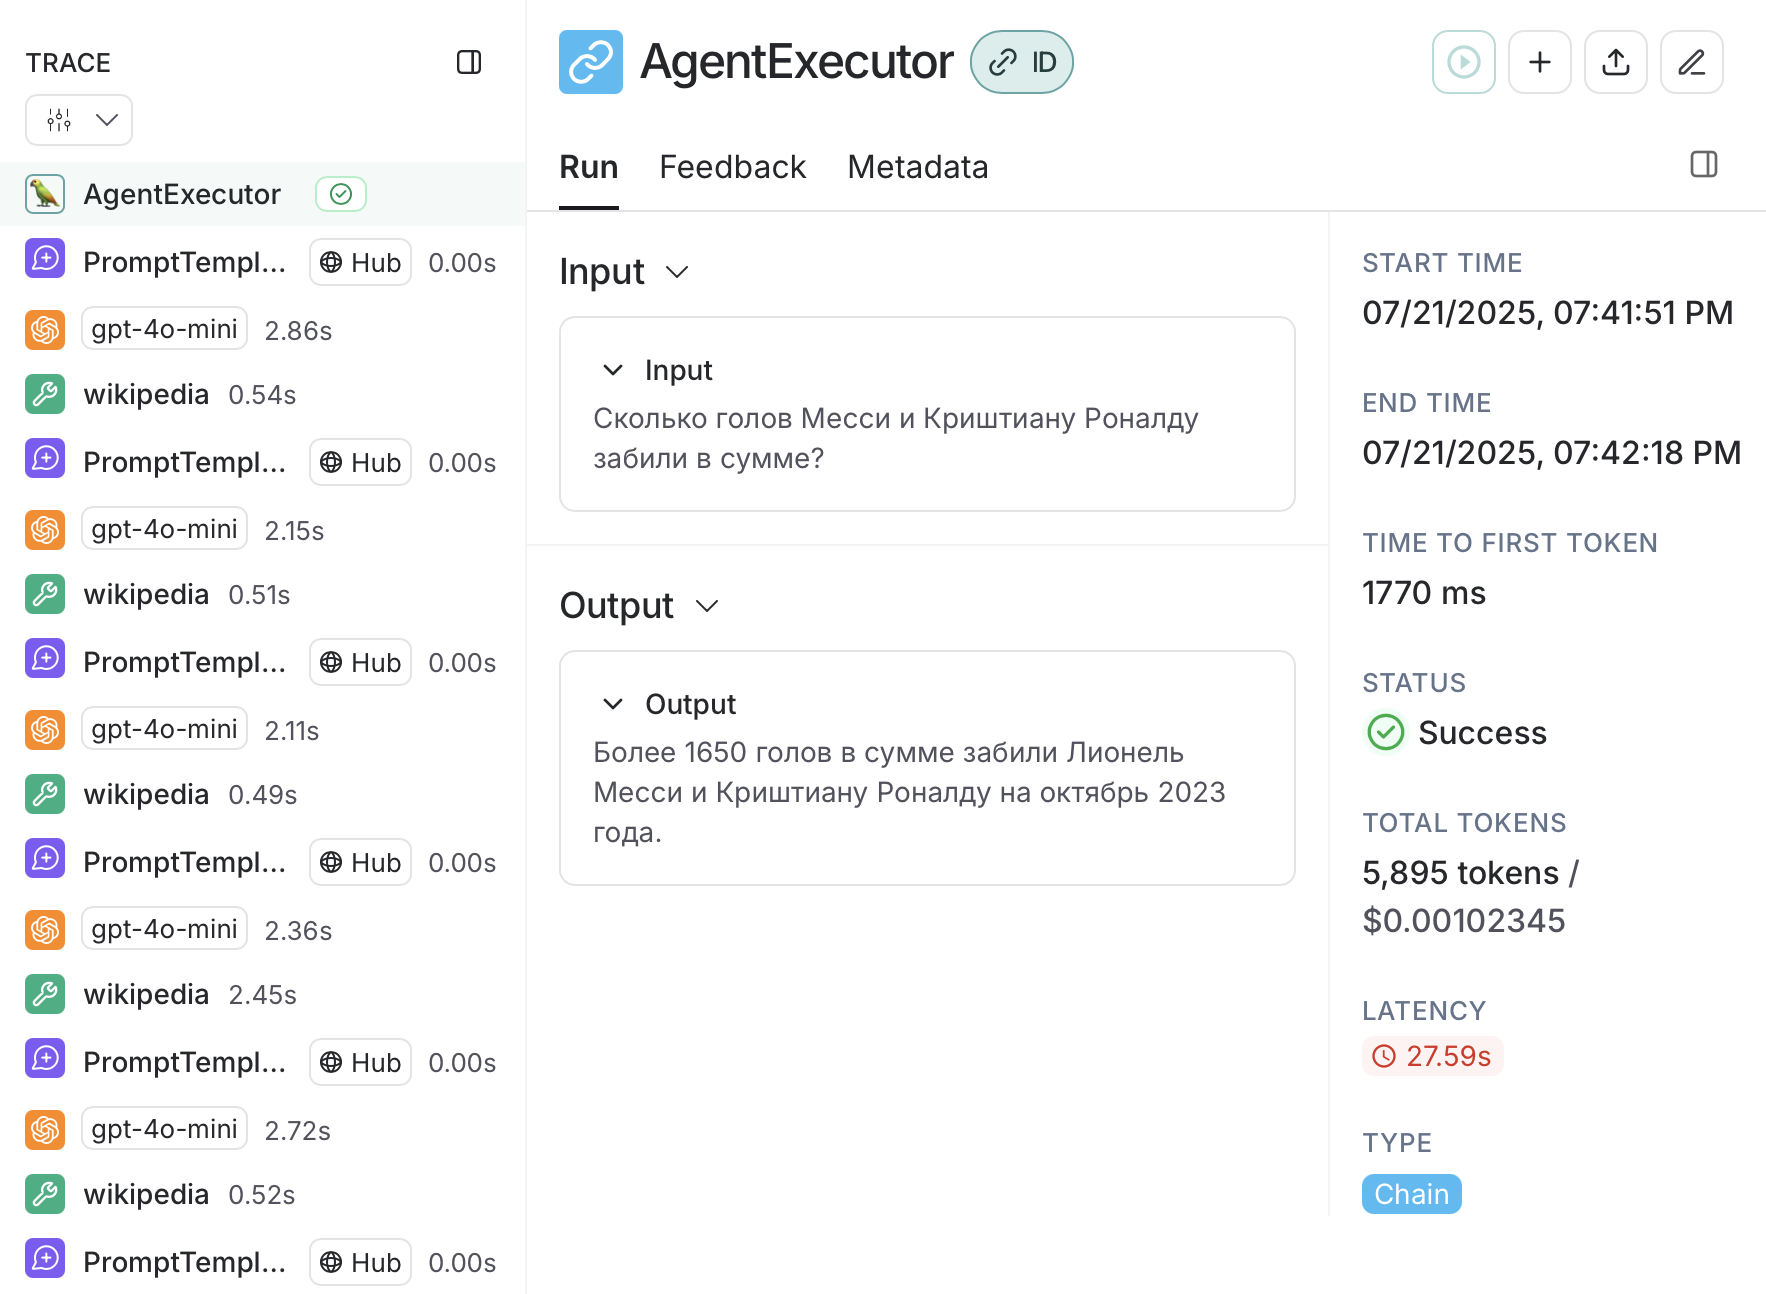 TRACE
AgentExecutor
PromptTempl... Hub 0.00s
gpt-4o-mini 2.86s
wikipedia 0.54s
PromptTempl... Hub 0.00s
gpt-4o-mini 2.15s
wikipedia 0.51s
PromptTempl... Hub 0.00s
gpt-4o-mini 2.11s
wikipedia 0.49s
PromptTempl... Hub 0.00s
gpt-4o-mini 2.36s
wikipedia 2.45s
PromptTempl... Hub 0.00s
gpt-4o-mini 2.72s
wikipedia 0.52s
PromptTempl... Hub 0.00s
AgentExecutor ID
Run Feedback Metadata
Input
Input
Сколько голов Месси и Криштиану Роналду
забили в сумме?
Output
Output
Более 1650 голов в сумме забили Лионель
Месси и Криштиану Роналду на октябрь 2023
года.
START TIME
07/21/2025, 07:41:51 PM
END TIME
07/21/2025, 07:42:18 PM
TIME TO FIRST TOKEN
1770 ms
STATUS
Success
TOTAL TOKENS
5,895 tokens /
$0.00102345
LATENCY
27.59s
TYPE
Chain